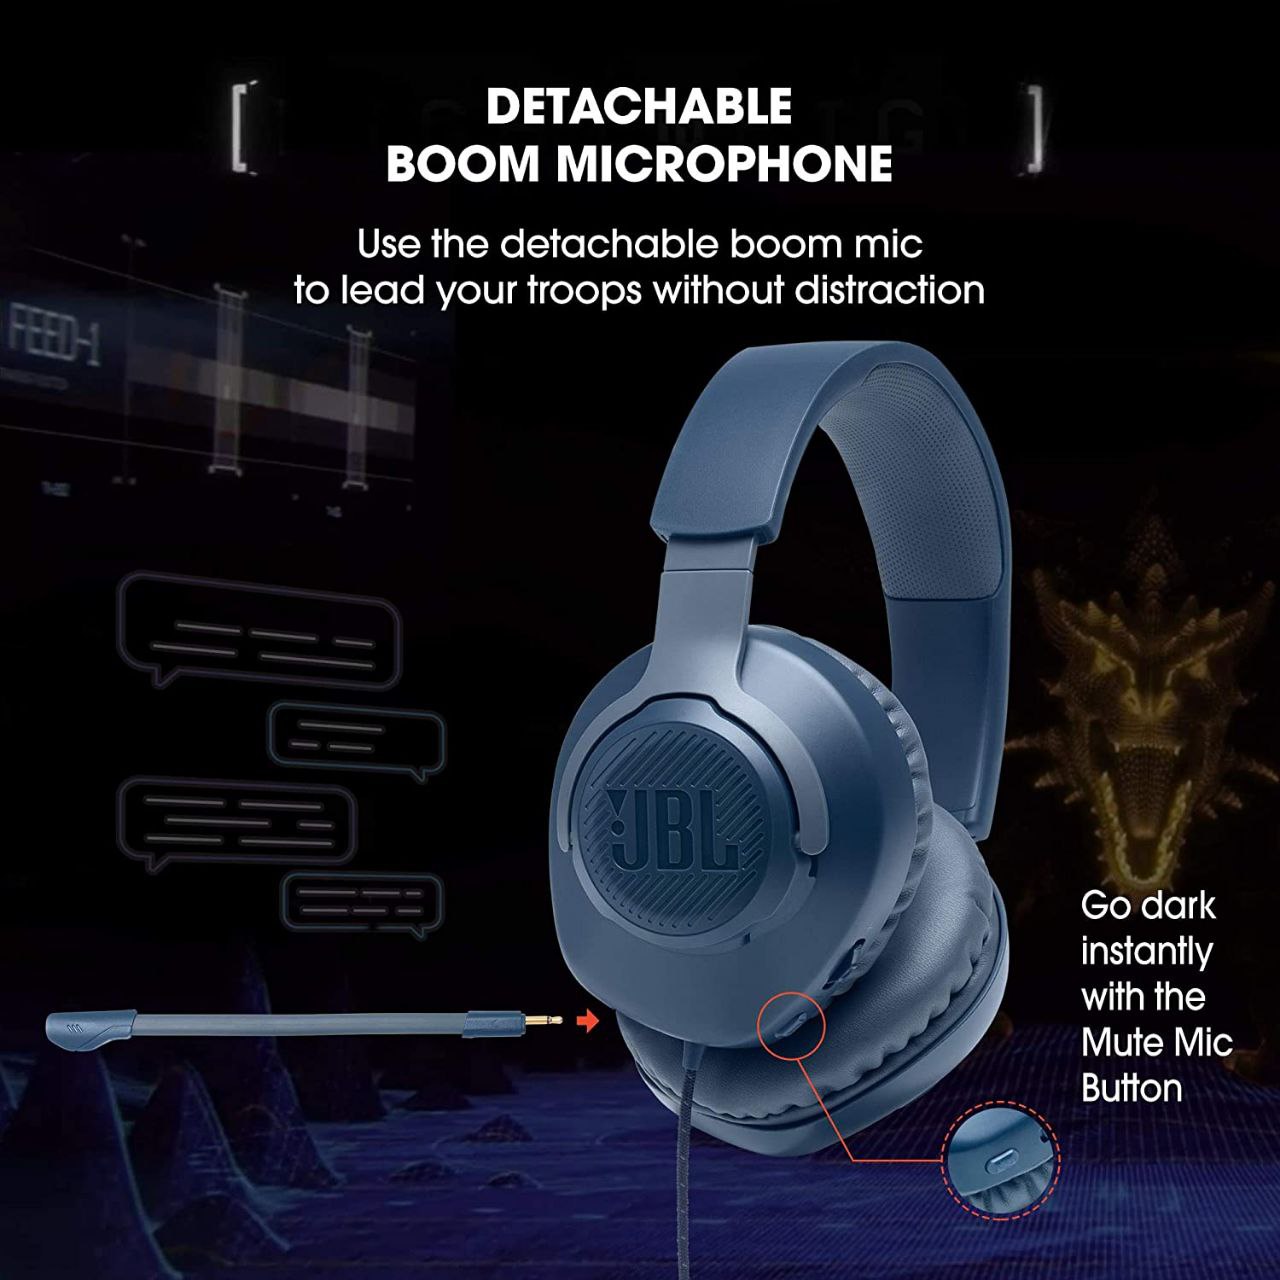 DETACHABLE
BOOM MICROPHONE
Use the detachable boom mic
to lead your troops without distraction
FEED-1
JBL
Go dark
instantly
with the
Mute Mic
Button